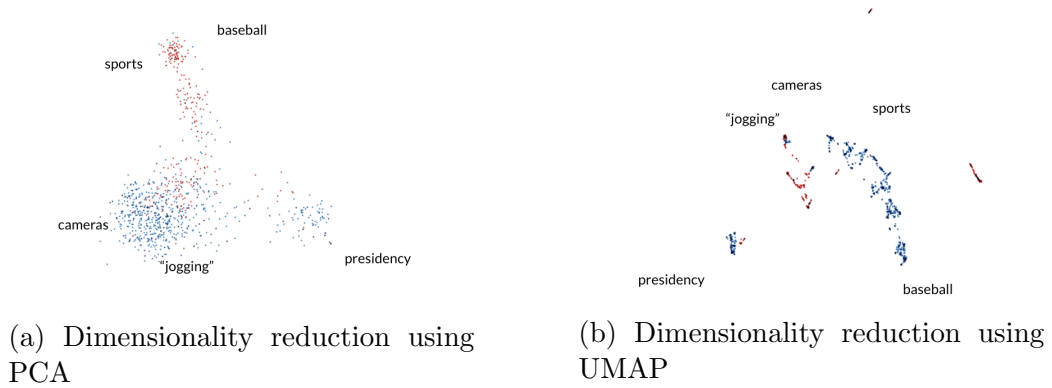 baseball
sports
cameras
“jogging”
presidency
(a) Dimensionality reduction using
PCA
cameras
sports
“jogging”
presidency
baseball
(b) Dimensionality reduction using
UMAP